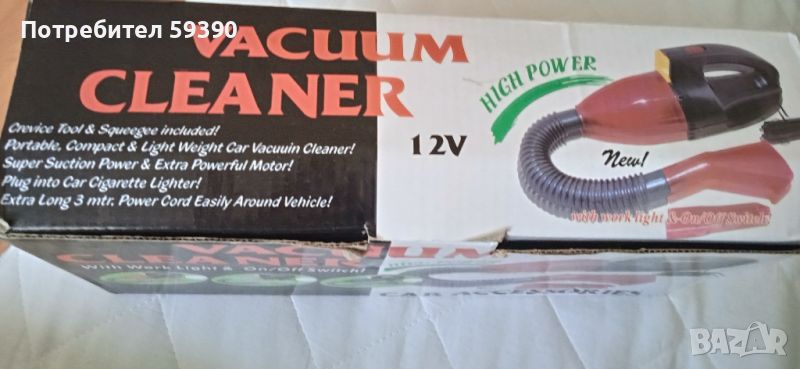 Потребител 59390
VACUUM
CLEANER
HIGH POWER
Crevice Tool & Squeegee included!
Portable, Compact & Light Weight Car Vacuuin Cleaner!
Super Suction Power & Extra Powerful Motor!
Plug into Car Cigarette Lighter!
Extra Long 3 mtr. Power Cord Easily Around Vehicle!
12V
New!
with work light & On/Off Switch
VACUUM
CLEANER
With Work Light & On/Off Switch!
BAZAR